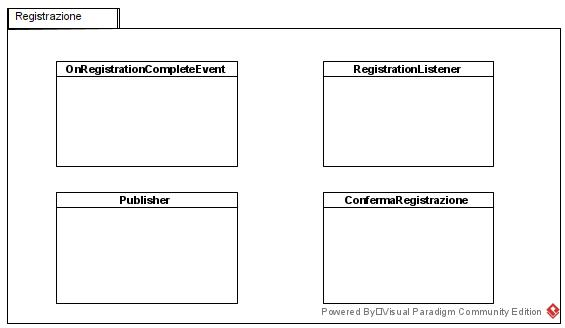 Registrazione
OnRegistrationCompleteEvent
RegistrationListener
Publisher
ConfermaRegistrazione
Powered By□Visual Paradigm Community Edition